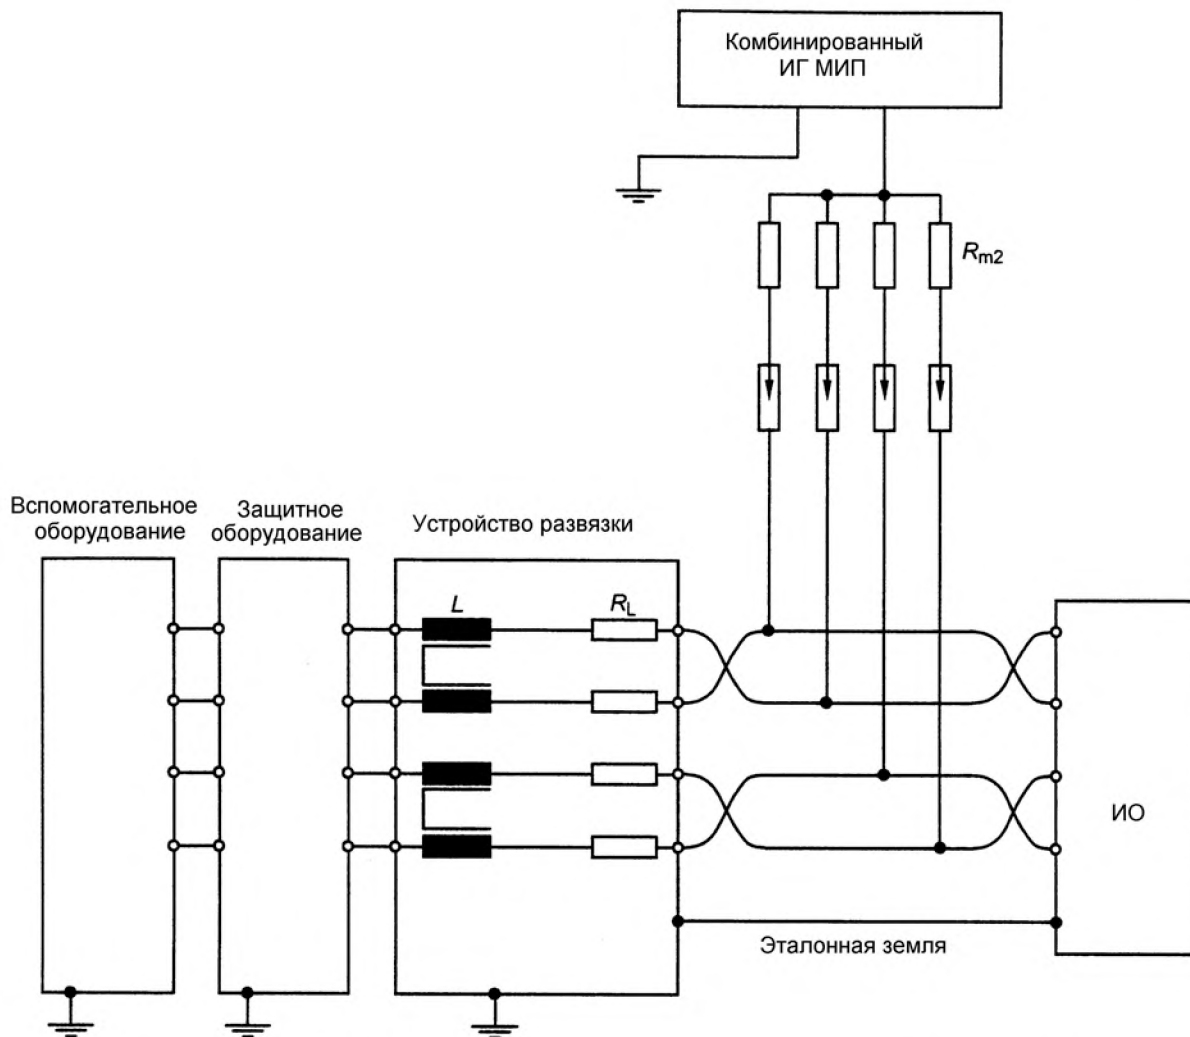 Комбинированный
ИГ МИП
Rm2
Вспомогательное
оборудование
Защитное
оборудование
Устройство развязки
L
RL
ИО
Эталонная земля